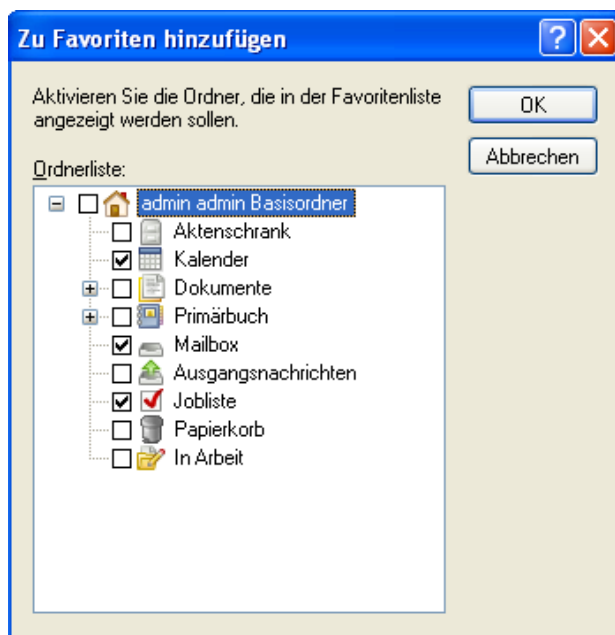 Zu Favoriten hinzufügen
Aktivieren Sie die Ordner, die in der Favoritenliste
angezeigt werden sollen.
OK
Abbrechen
Ordnerliste:
admin admin Basisordner
Aktenschrank
Kalender
Dokumente
Primärbuch
Mailbox
Ausgangsnachrichten
Jobliste
Papierkorb
In Arbeit